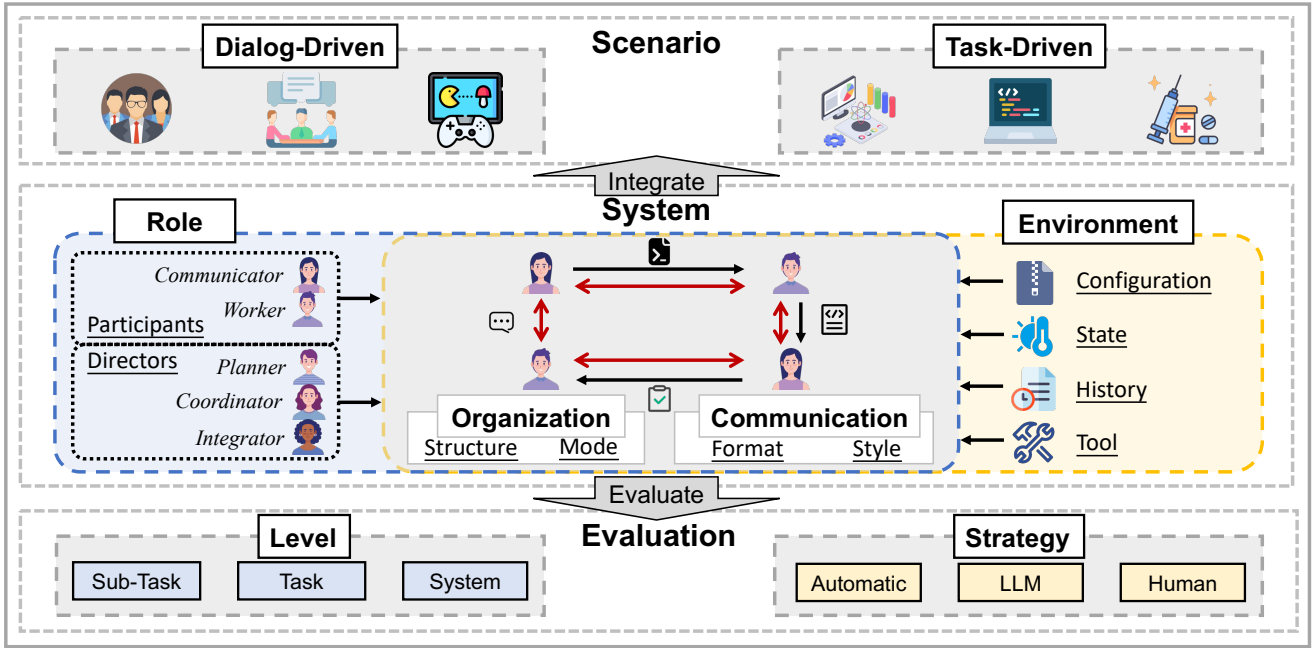 Dialog-Driven
Scenario
Task-Driven
</>
Integrate
System
Role
Environment
Communicator
Worker
Participants
Directors
Planner
Coordinator
Integrator
</>
Organization
Structure Mode
Communication
Format Style
Configuration
State
History
Tool
Evaluate
Evaluation
Level
Sub-Task Task System
Strategy
Automatic LLM Human